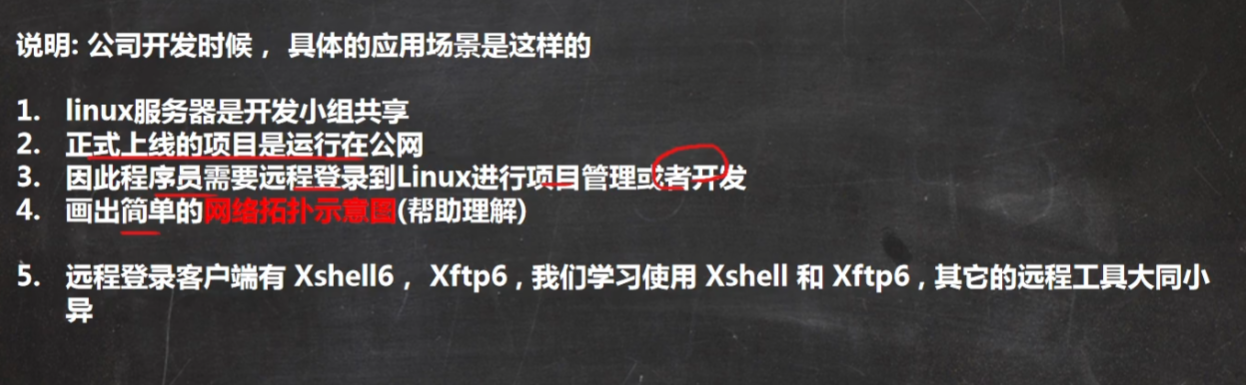 说明: 公司开发时候， 具体的应用场景是这样的
1. linux服务器是开发小组共享
2. 正式上线的项目是运行在公网
3. 因此程序员需要远程登录到Linux进行项目管理或者开发
4. 画出简单的网络拓扑示意图(帮助理解)
5. 远程登录客户端有 Xshell6， Xftp6 , 我们学习使用 Xshell 和 Xftp6 , 其它的远程工具大同小
异